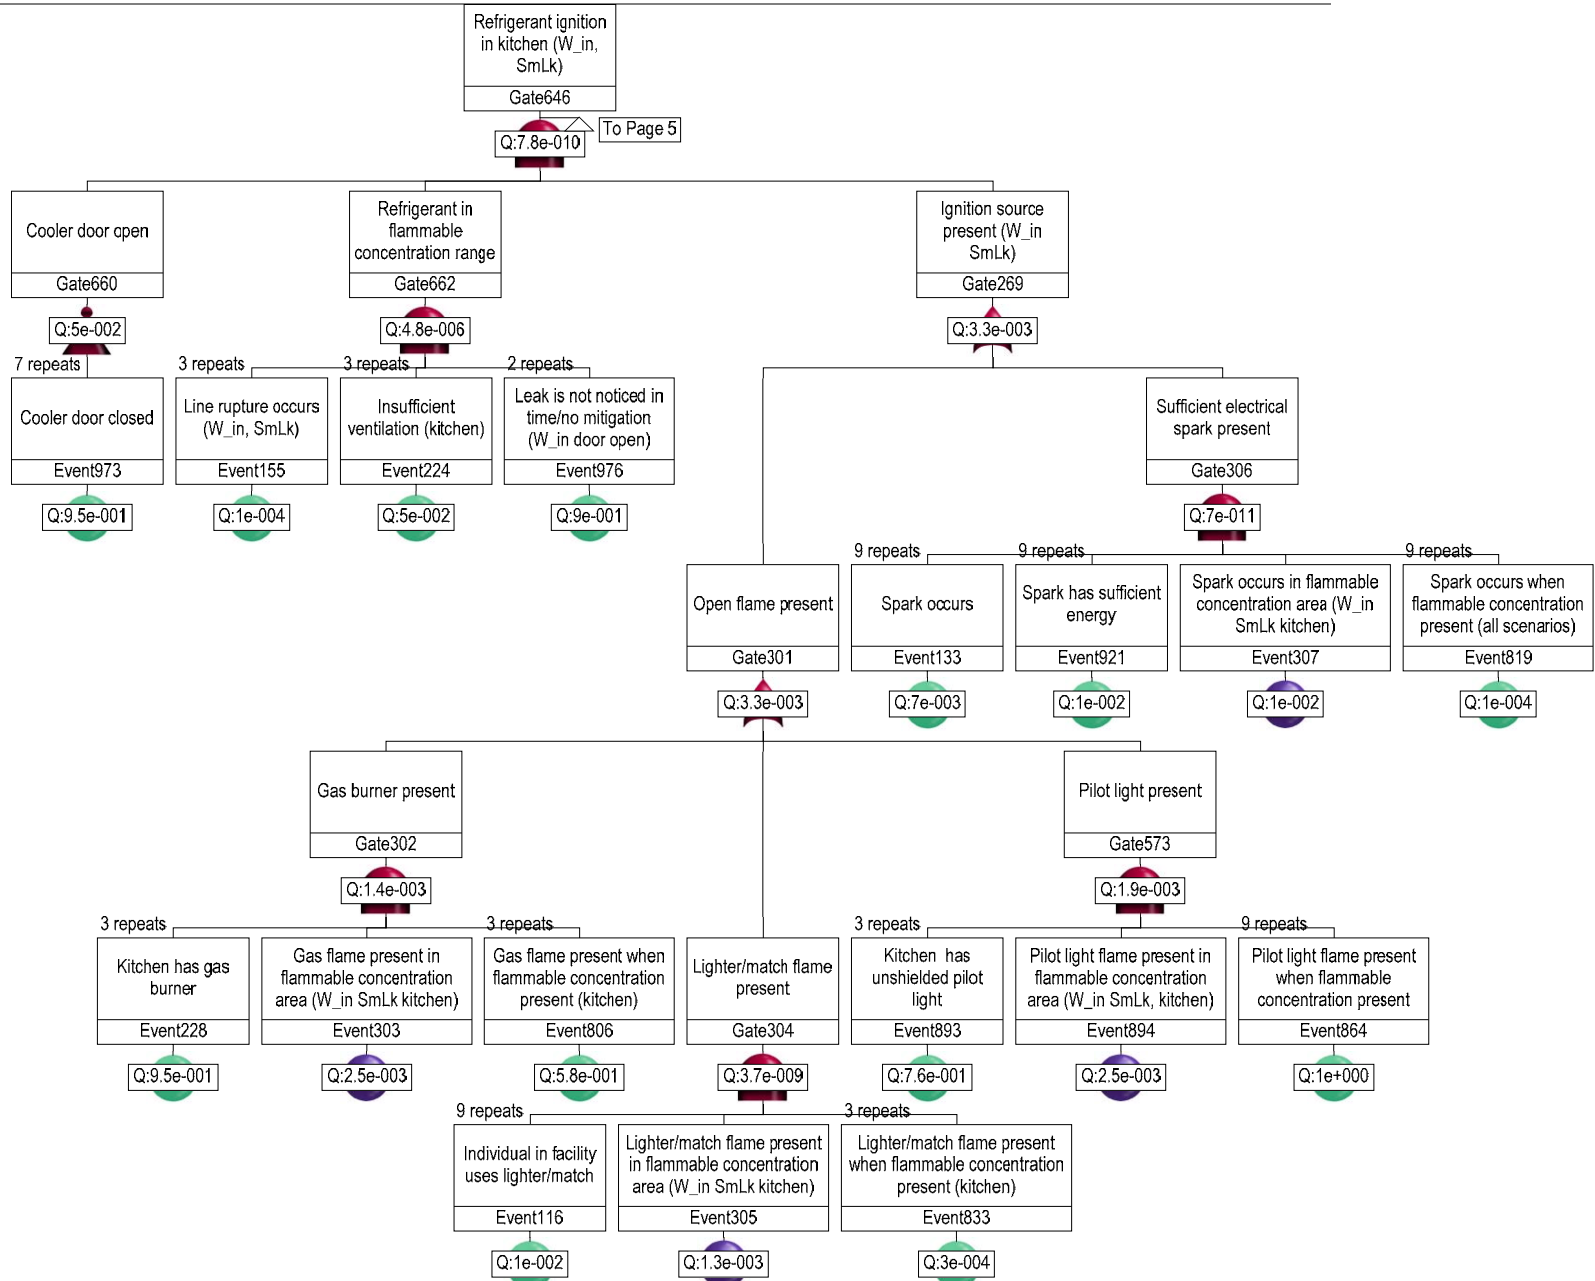 Refrigerant ignition
in kitchen (W_in,
SmLk)
Gate646
To Page 5
Q:7.8e-010
Cooler door open
Gate660
Q:5e-002
Refrigerant in
flammable
concentration range
Gate662
Q:4.8e-006
Ignition source
present (W_in
SmLk)
Gate269
Q:3.3e-003
7 repeats
Cooler door closed
Event973
Q:9.5e-001
3 repeats
Line rupture occurs
(W_in, SmLk)
Event155
Q:1e-004
3 repeats
Insufficient
ventilation (kitchen)
Event224
Q:5e-002
2 repeats
Leak is not noticed in
time/no mitigation
(W_in door open)
Event976
Q:9e-001
Sufficient electrical
spark present
Gate306
Q:7e-011
Open flame present
Gate301
Q:3.3e-003
9 repeats
Spark occurs
Event133
Q:7e-003
9 repeats
Spark has sufficient
energy
Event921
Q:1e-002
Spark occurs in flammable
concentration area (W_in
SmLk kitchen)
Event307
Q:1e-002
9 repeats
Spark occurs when
flammable concentration
present (all scenarios)
Event819
Q:1e-004
Gas burner present
Gate302
Q:1.4e-003
Pilot light present
Gate573
Q:1.9e-003
3 repeats
Kitchen has gas
burner
Event228
Q:9.5e-001
Gas flame present in
flammable concentration
area (W_in SmLk kitchen)
Event303
Q:2.5e-003
3 repeats
Gas flame present when
flammable concentration
present (kitchen)
Event806
Q:5.8e-001
Lighter/match flame
present
Gate304
Q:3.7e-009
3 repeats
Kitchen has
unshielded pilot
light
Event893
Q:7.6e-001
Pilot light flame present in
flammable concentration
area (W_in SmLk, kitchen)
Event894
Q:2.5e-003
9 repeats
Pilot light flame present
when flammable
concentration present
Event864
Q:1e+000
9 repeats
Individual in facility
uses lighter/match
Event116
Q:1e-002
Lighter/match flame present
in flammable concentration
area (W_in SmLk kitchen)
Event305
Q:1.3e-003
3 repeats
Lighter/match flame present
when flammable concentration
present (kitchen)
Event833
Q:3e-004